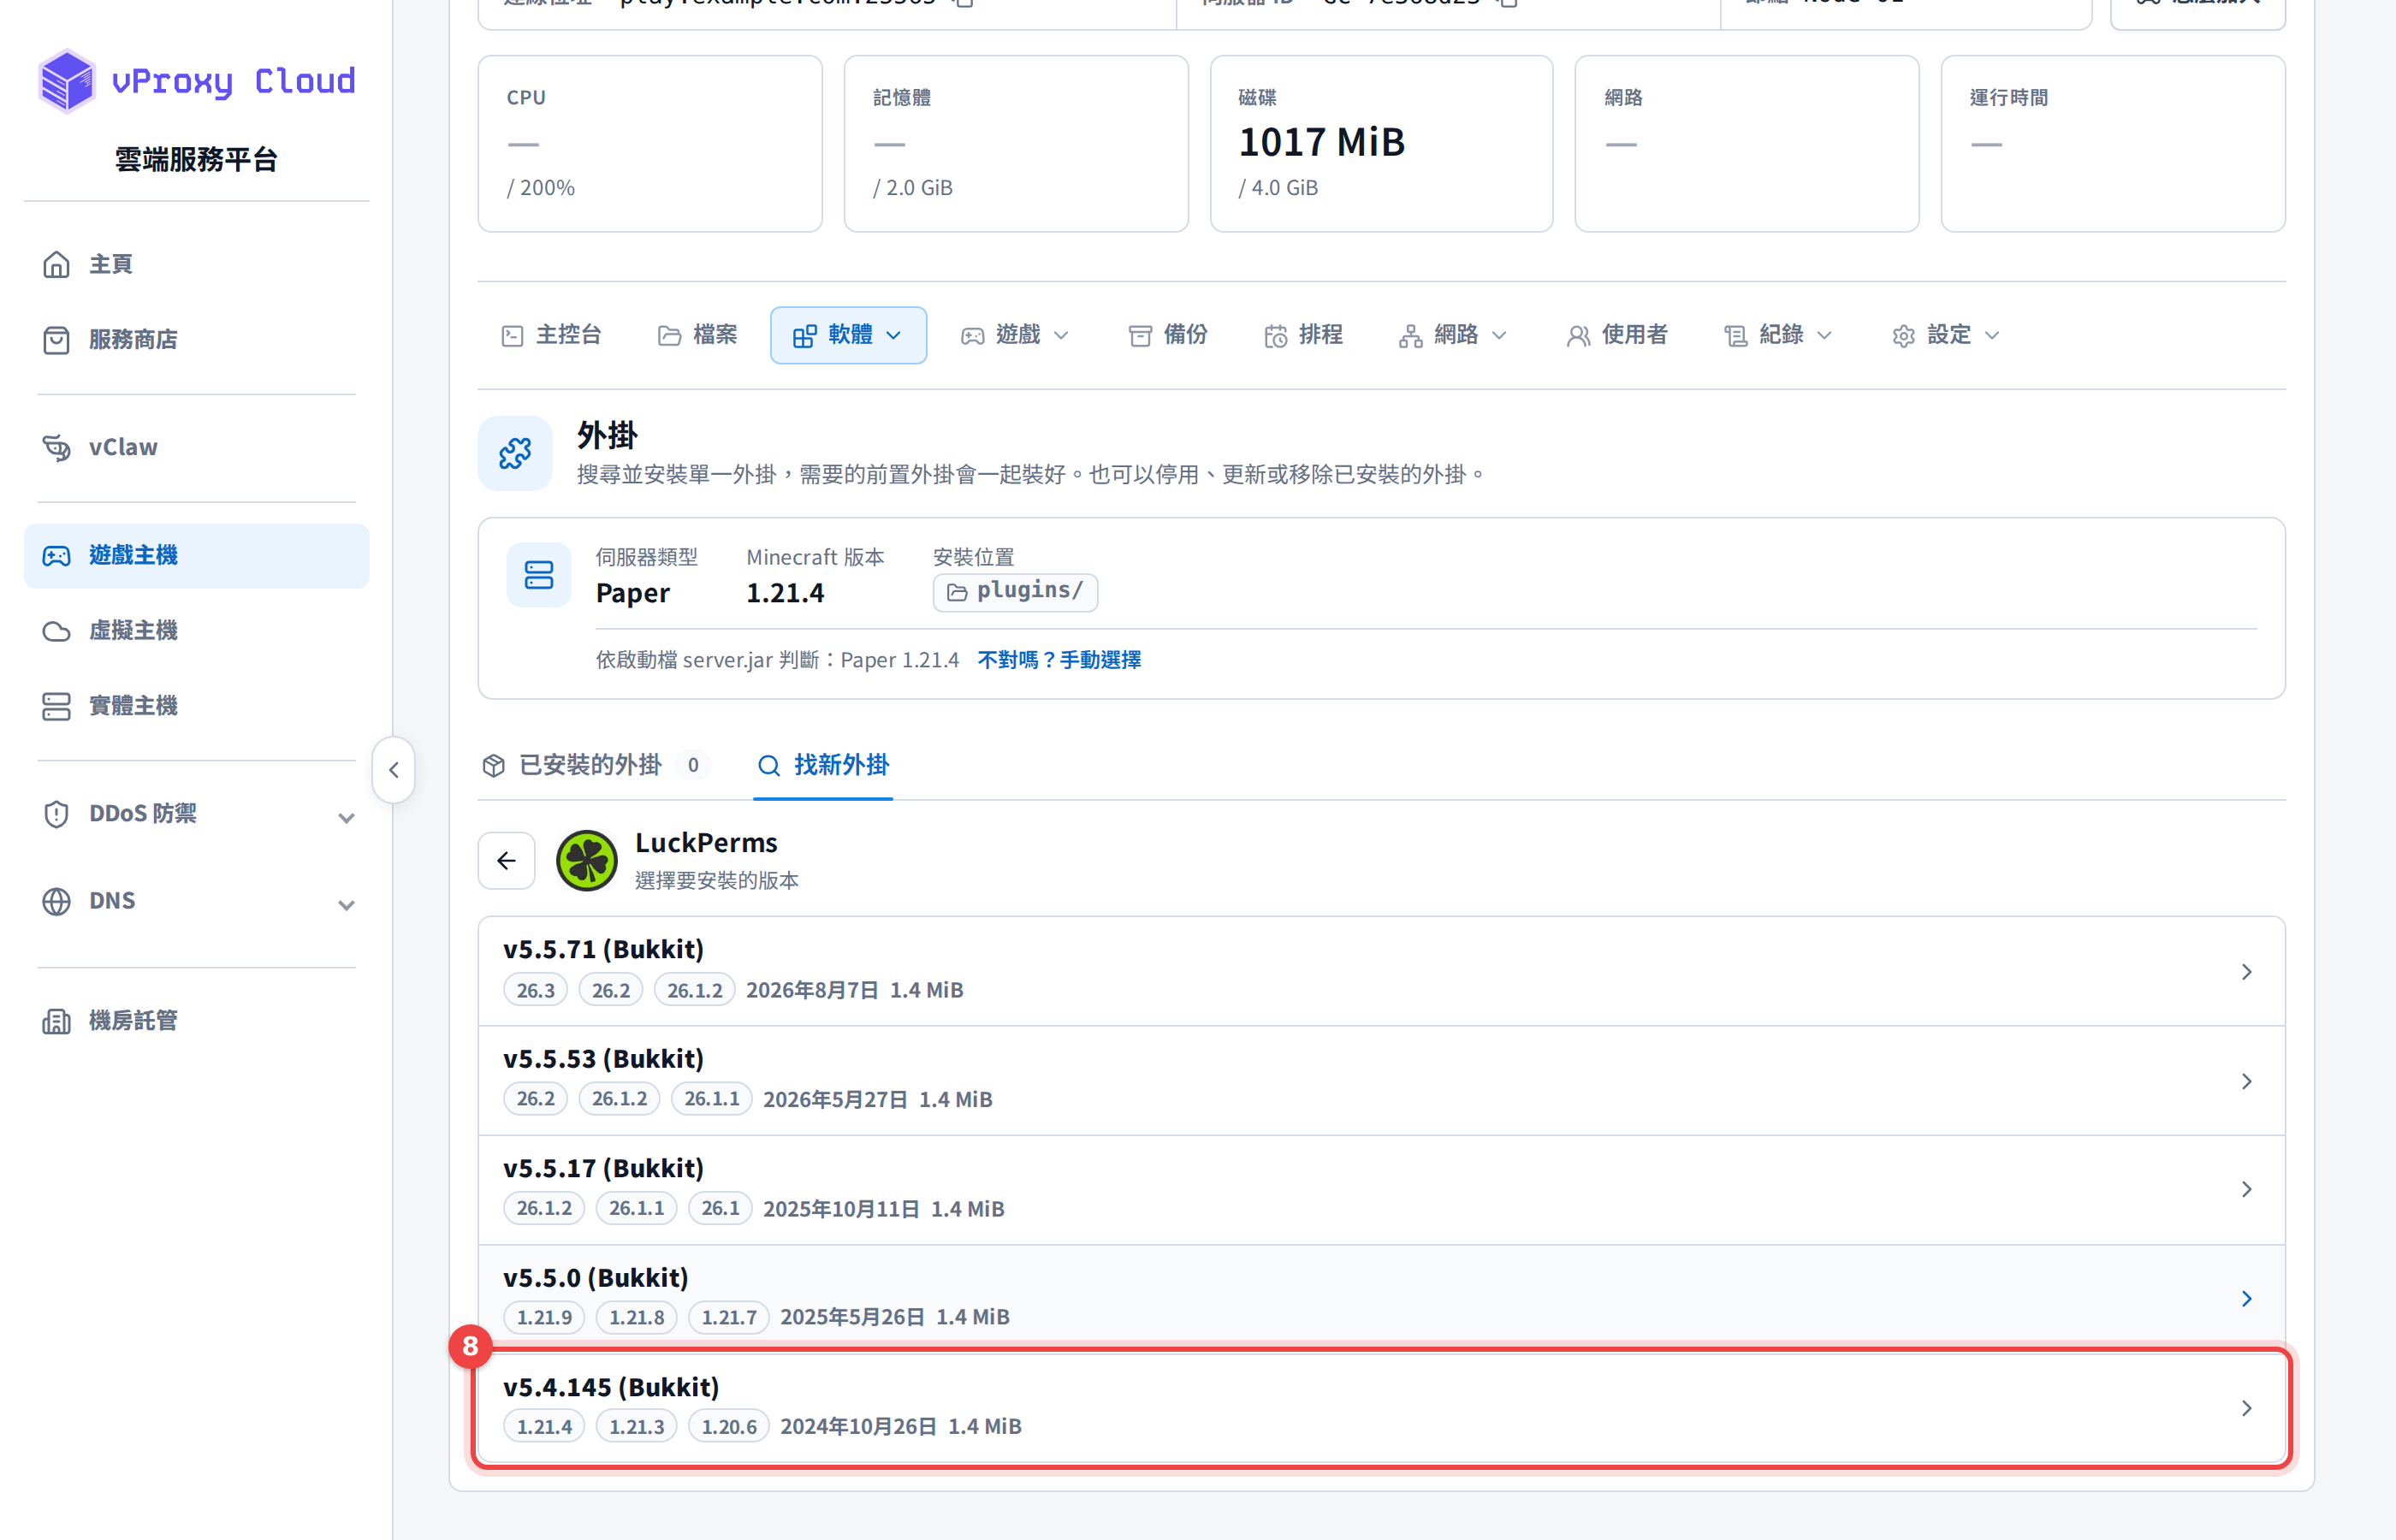 vProxy Cloud
雲端服務平台
主頁
服務商店
vClaw
遊戲主機
虛擬主機
實體主機
DDoS 防禦
DNS
機房託管
CPU
—
/ 200%
記憶體
—
/ 2.0 GiB
磁碟
1017 MiB
/ 4.0 GiB
網路
—
運行時間
—
主控台 檔案 軟體 遊戲 備份 排程 網路 使用者 紀錄 設定
外掛
搜尋並安裝單一外掛，需要的前置外掛會一起裝好。也可以停用、更新或移除已安裝的外掛。
伺服器類型 Minecraft 版本 安裝位置
Paper 1.21.4 plugins/
依啟動檔 server.jar 判斷：Paper 1.21.4 不對嗎？手動選擇
已安裝的外掛 0 找新外掛
LuckPerms
選擇要安裝的版本
v5.5.71 (Bukkit)
26.3 26.2 26.1.2 2026年8月7日 1.4 MiB
v5.5.53 (Bukkit)
26.2 26.1.2 26.1.1 2026年5月27日 1.4 MiB
v5.5.17 (Bukkit)
26.1.2 26.1.1 26.1 2025年10月11日 1.4 MiB
v5.5.0 (Bukkit)
1.21.9 1.21.8 1.21.7 2025年5月26日 1.4 MiB
8
v5.4.145 (Bukkit)
1.21.4 1.21.3 1.20.6 2024年10月26日 1.4 MiB